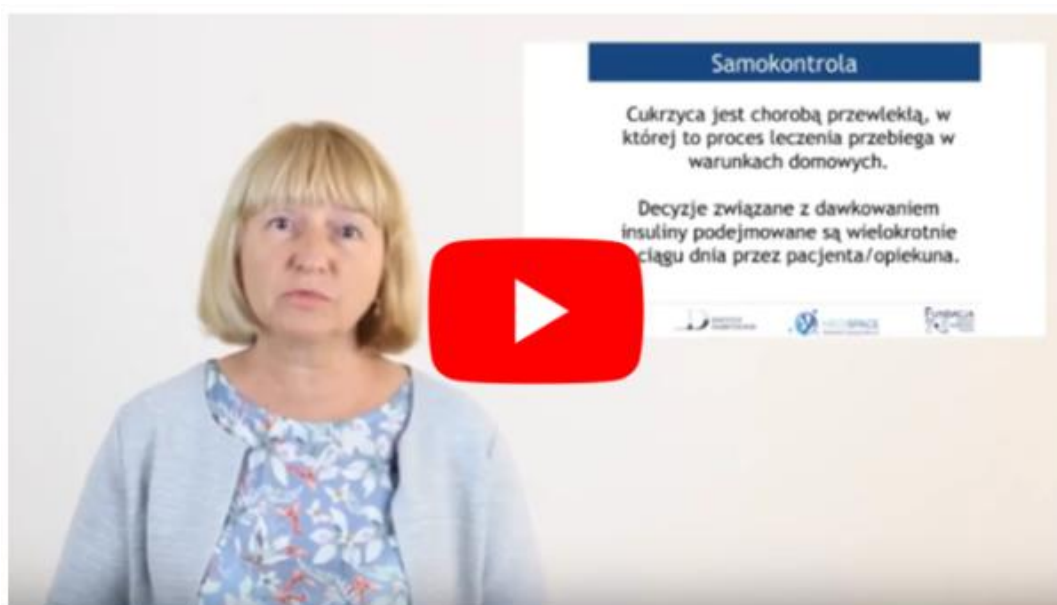 Samokontrola
Cukrzyca jest chorobą przewlekłą, w
której to proces leczenia przebiega w
warunkach domowych.
Decyzje związane z dawkowaniem
insuliny podejmowane są wielokrotnie
ciągu dnia przez pacjenta/opiekuna.